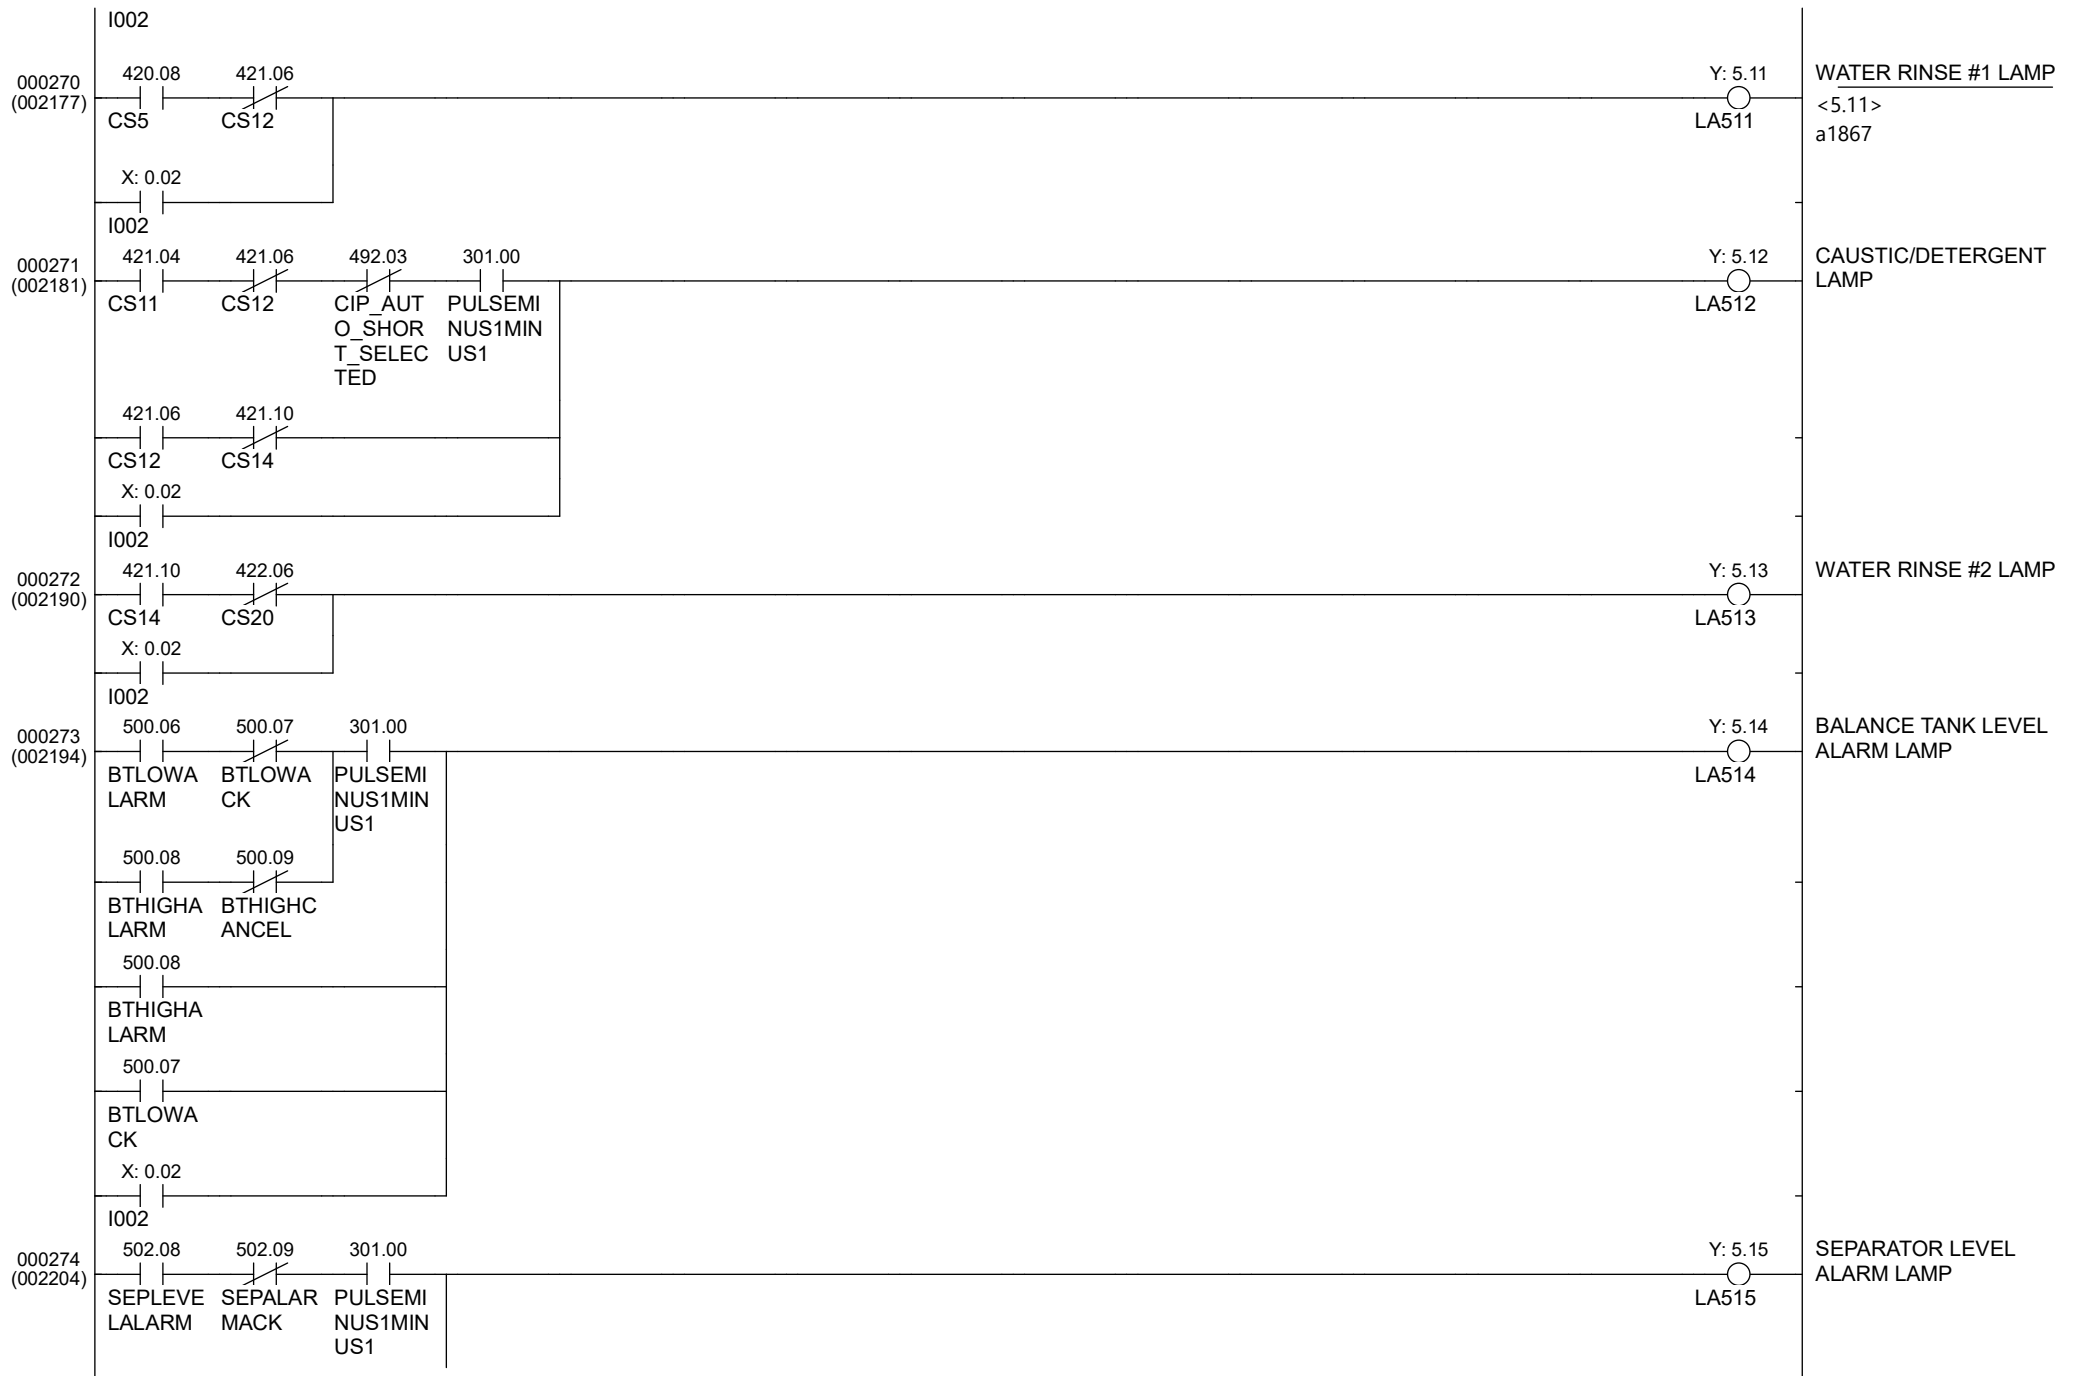 I002
000270
(002177)
420.08 421.06 Y: 5.11 WATER RINSE #1 LAMP
CS5 CS12 LA511 <5.11>
a1867
X: 0.02
I002
000271
(002181)
421.04 421.06 492.03 301.00 Y: 5.12 CAUSTIC/DETERGENT
LAMP
CS11 CS12 CIP_AUT PULSEMI LA512
O_SHOR NUS1MIN
T_SELEC US1
TED
421.06 421.10
CS12 CS14
X: 0.02
I002
000272
(002190)
421.10 422.06 Y: 5.13 WATER RINSE #2 LAMP
CS14 CS20 LA513
X: 0.02
I002
000273
(002194)
500.06 500.07 301.00 Y: 5.14 BALANCE TANK LEVEL
ALARM LAMP
BTLOWA BTLOWA PULSEMI LA514
LARM CK NUS1MIN
US1
500.08 500.09
BTHIGHA BTHIGHC
LARM ANCEL
500.08
BTHIGHA
LARM
500.07
BTLOWA
CK
X: 0.02
I002
000274
(002204)
502.08 502.09 301.00 Y: 5.15 SEPARATOR LEVEL
ALARM LAMP
SEPLEVE SEPALAR PULSEMI LA515
LALARM MACK NUS1MIN
US1